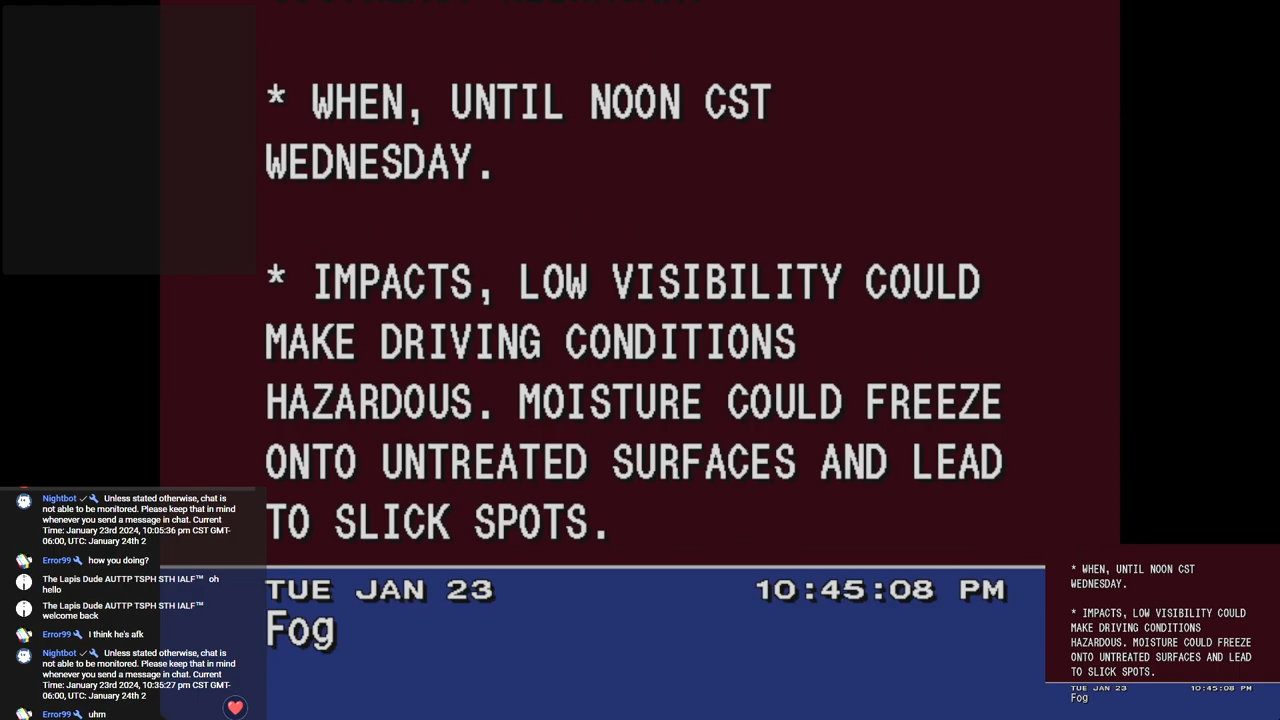 * WHEN, UNTIL NOON CST
WEDNESDAY.
* IMPACTS, LOW VISIBILITY COULD
MAKE DRIVING CONDITIONS
HAZARDOUS. MOISTURE COULD FREEZE
ONTO UNTREATED SURFACES AND LEAD
TO SLICK SPOTS.
TUE JAN 23 10:45:08 PM
Fog
Nightbot Unless stated otherwise, chat is
not able to be monitored. Please keep that in mind
whenever you send a message in chat. Current
Time: January 23rd 2024, 10:05:36 pm CST GMT-
06:00, UTC: January 24th 2
Error99 how you doing?
The Lapis Dude AUTTP TSPH STH IALF™ oh
hello
The Lapis Dude AUTTP TSPH STH IALF™
welcome back
Error99 I think he's afk
Nightbot Unless stated otherwise, chat is
not able to be monitored. Please keep that in mind
whenever you send a message in chat. Current
Time: January 23rd 2024, 10:35:27 pm CST GMT-
06:00, UTC: January 24th 2
Error99 uhm
* WHEN, UNTIL NOON CST
WEDNESDAY.
* IMPACTS, LOW VISIBILITY COULD
MAKE DRIVING CONDITIONS
HAZARDOUS. MOISTURE COULD FREEZE
ONTO UNTREATED SURFACES AND LEAD
TO SLICK SPOTS.
TUE JAN 23 10:45:08 PM
Fog